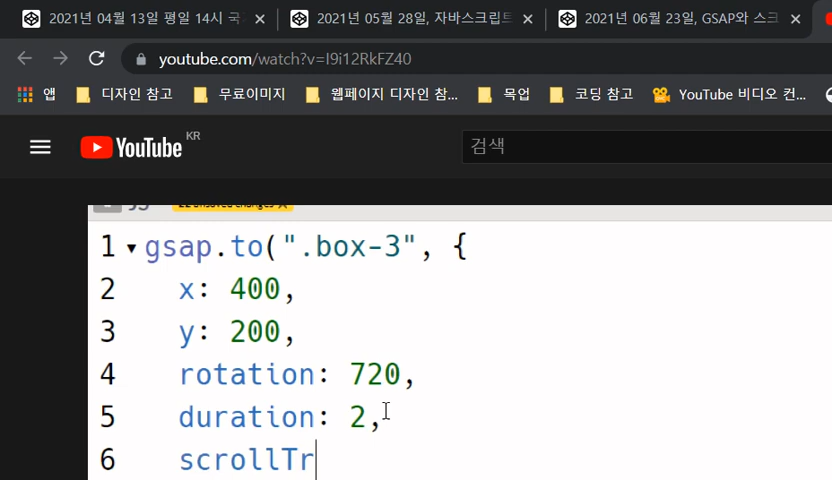 2021년 04월 13일 평일 14시 국
2021년 05월 28일, 자바스크립트
2021년 06월 23일, GSAP와 스크
youtube.com/watch?v=I9i12RkFZ40
앱 디자인 참고 무료이미지 웹페이지 디자인 참... 목업 코딩 참고 YouTube 비디오 컨...
YouTube KR
검색
1 gsap.to(".box-3", {
2 x: 400,
3 y: 200,
4 rotation: 720,
5 duration: 2,
6 scrollTr